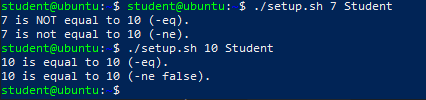 student@ubuntu:~$ student@ubuntu:~$ ./setup.sh 7 Student
7 is NOT equal to 10 (-eq).
7 is not equal to 10 (-ne).
student@ubuntu:~$ ./setup.sh 10 Student
10 is equal to 10 (-eq).
10 is equal to 10 (-ne false).
student@ubuntu:~$